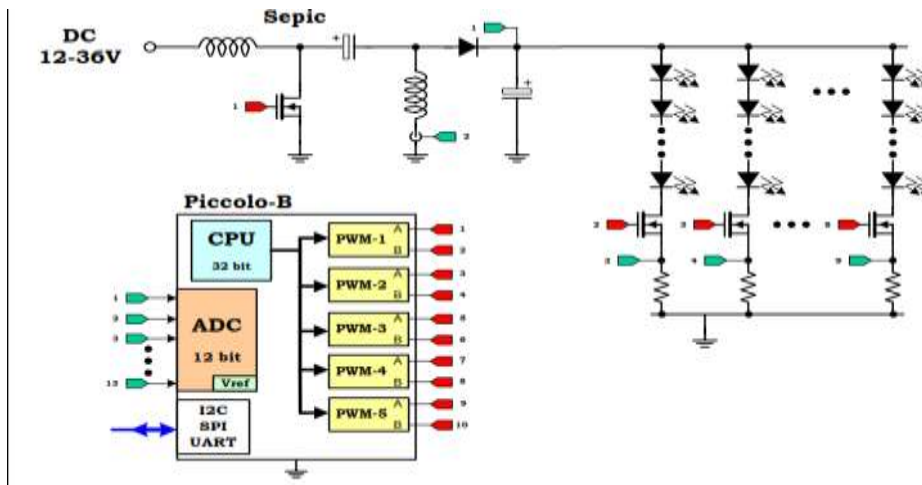 Sepic
DC
12-36V
1
1
2
2
3
9
3
4
9
Piccolo-B
CPU
32 bit
PWM-1
A
B
1
2
PWM-2
A
B
3
4
PWM-3
A
B
5
6
PWM-4
A
B
7
8
PWM-5
A
B
9
10
1
2
3
13
ADC
12 bit
Vref
I2C
SPI
UART